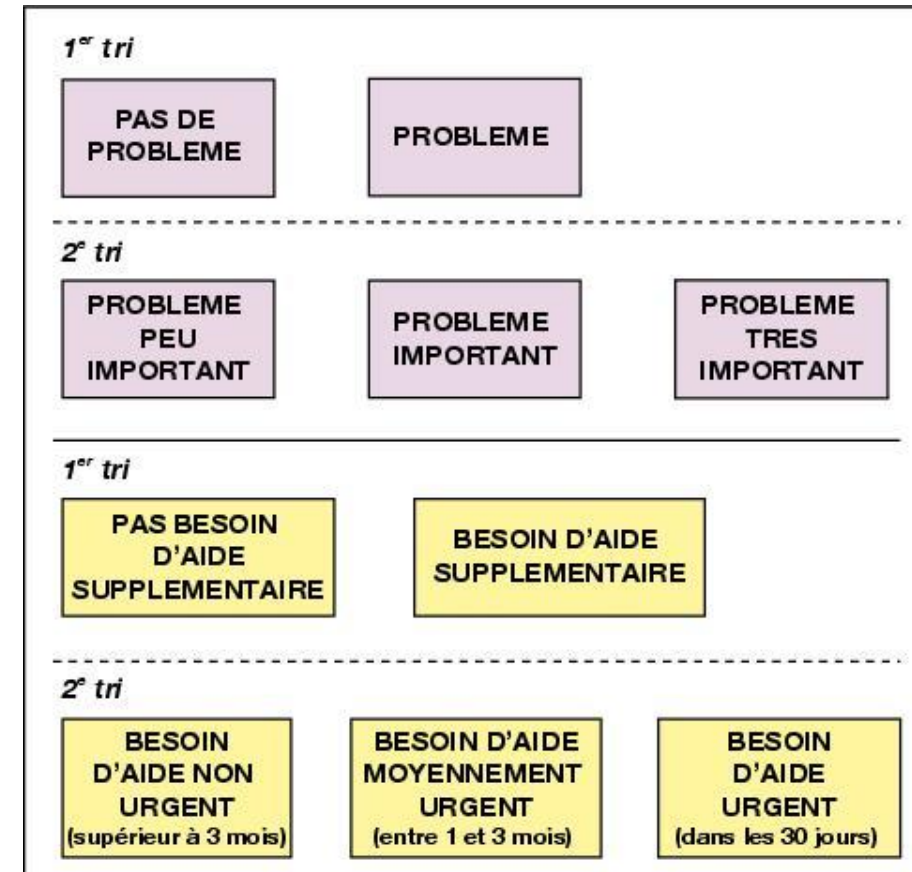 1er tri
PAS DE
PROBLEME
PROBLEME
2e tri
PROBLEME
PEU
IMPORTANT
PROBLEME
IMPORTANT
PROBLEME
TRES
IMPORTANT
1er tri
PAS BESOIN
D'AIDE
SUPPLEMENTAIRE
BESOIN D'AIDE
SUPPLEMENTAIRE
2e tri
BESOIN
D'AIDE NON
URGENT
(supérieur à 3 mois)
BESOIN D'AIDE
MOYENNEMENT
URGENT
(entre 1 et 3 mois)
BESOIN
D'AIDE
URGENT
(dans les 30 jours)